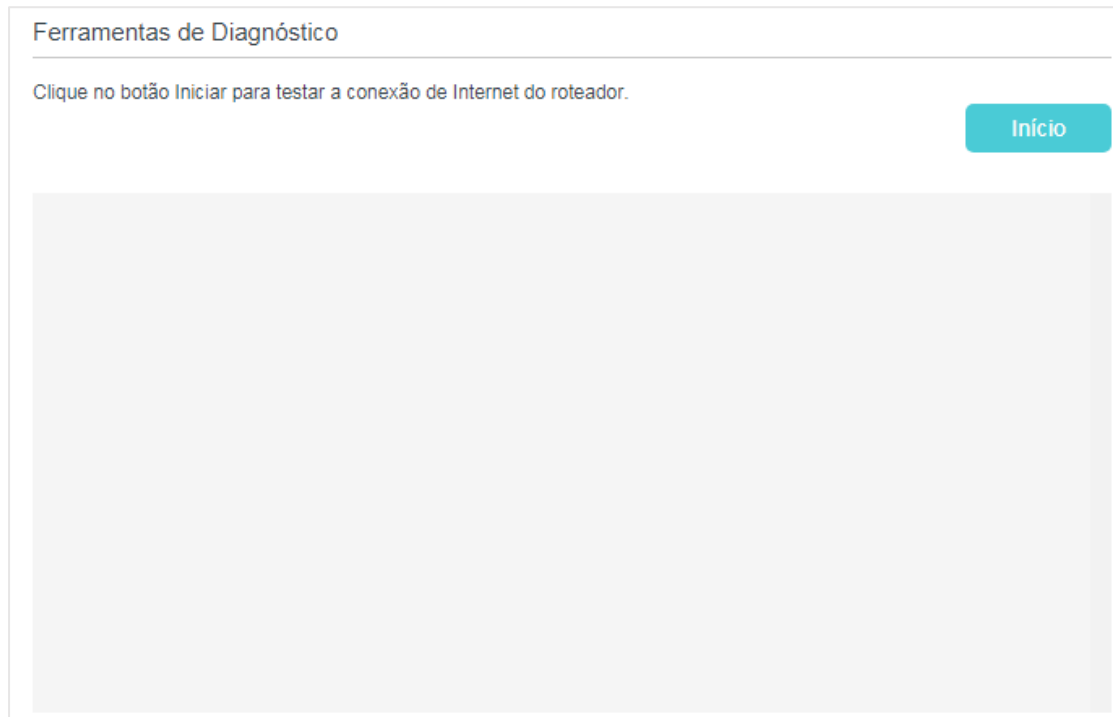 Ferramentas de Diagnóstico
Clique no botão Iniciar para testar a conexão de Internet do roteador.
Início